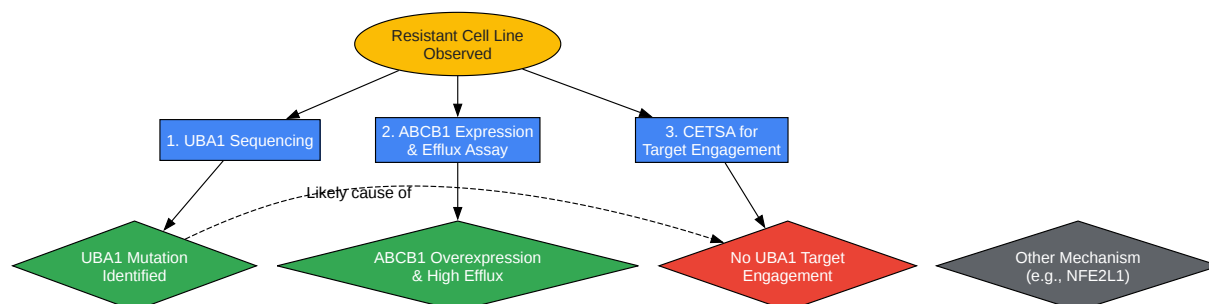 Resistant Cell Line
Observed
1. UBA1 Sequencing
2. ABCB1 Expression
& Efflux Assay
3. CETSA for
Target Engagement
Likely cause of
UBA1 Mutation
Identified
ABCB1 Overexpression
& High Efflux
No UBA1 Target
Engagement
Other Mechanism
(e.g., NFE2L1)